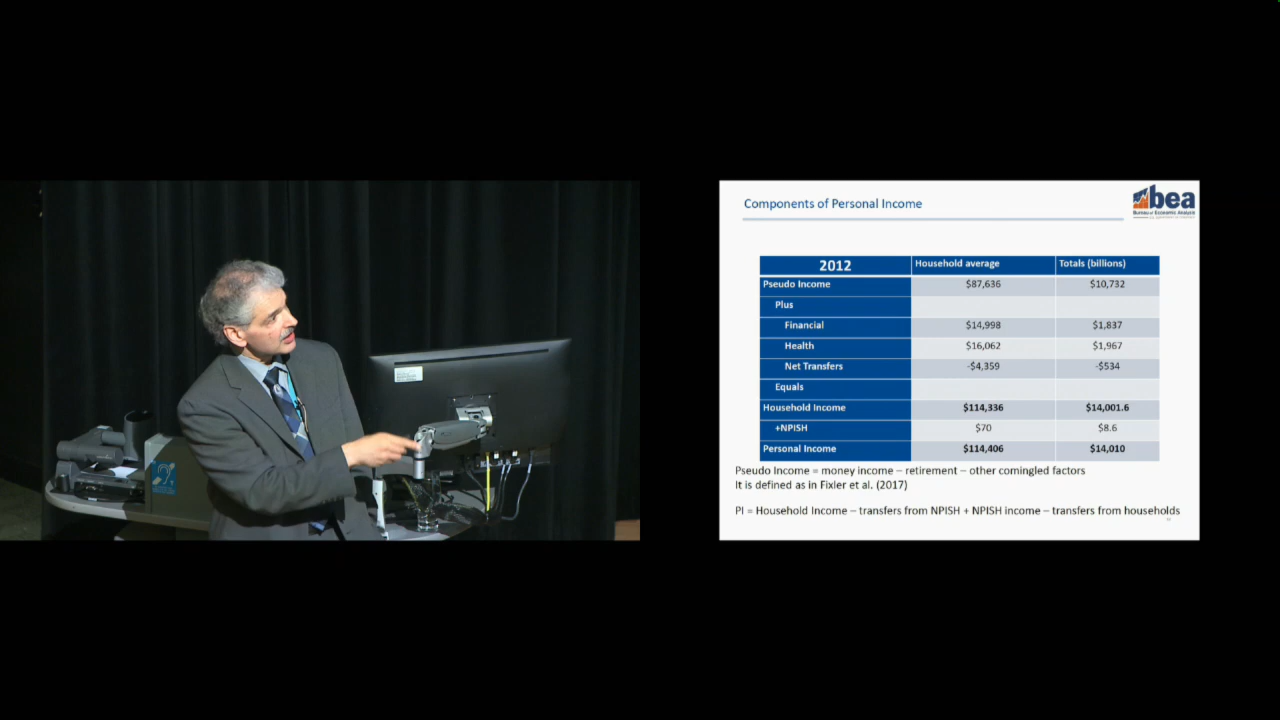 Components of Personal Income
bea
Bureau of Economic Analysis
2012 Household average Totals (billions)
Pseudo Income $87,636 $10,732
Plus
Financial $14,998 $1,837
Health $16,062 $1,967
Net Transfers -$4,359 -$534
Equals
Household Income $114,336 $14,001.6
+NPISH $70 $8.6
Personal Income $114,406 $14,010
Pseudo Income = money income – retirement – other comingled factors
It is defined as in Fixler et al. (2017)
PI = Household Income – transfers from NPISH + NPISH income – transfers from households